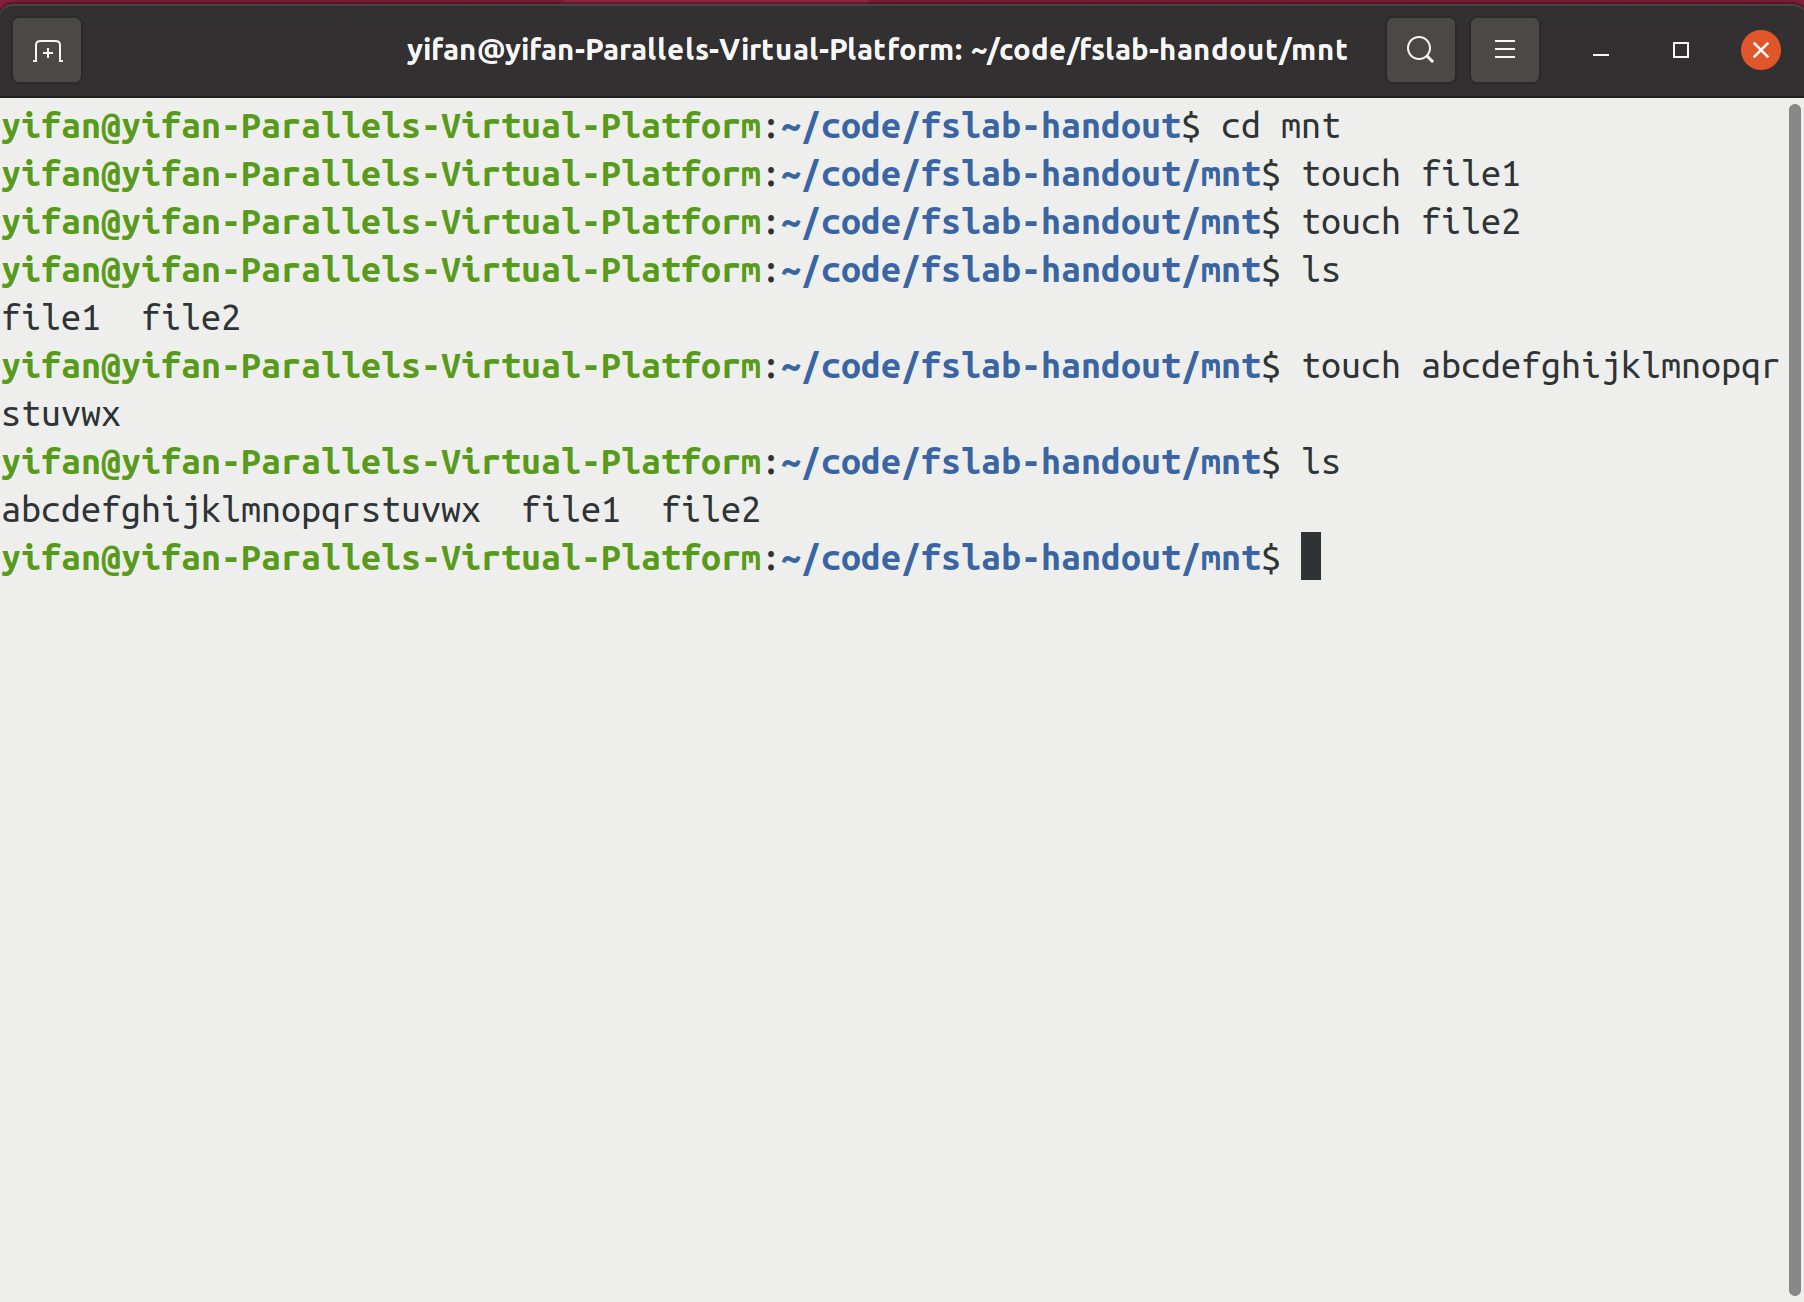 yifan@yifan-Parallels-Virtual-Platform: ~/code/fslab-handout/mnt
yifan@yifan-Parallels-Virtual-Platform:~/code/fslab-handout$ cd mnt
yifan@yifan-Parallels-Virtual-Platform:~/code/fslab-handout/mnt$ touch file1
yifan@yifan-Parallels-Virtual-Platform:~/code/fslab-handout/mnt$ touch file2
yifan@yifan-Parallels-Virtual-Platform:~/code/fslab-handout/mnt$ ls
file1  file2
yifan@yifan-Parallels-Virtual-Platform:~/code/fslab-handout/mnt$ touch abcdefghijklmnopqr
stuvwx
yifan@yifan-Parallels-Virtual-Platform:~/code/fslab-handout/mnt$ ls
abcdefghijklmnopqrstuvwx  file1  file2
yifan@yifan-Parallels-Virtual-Platform:~/code/fslab-handout/mnt$